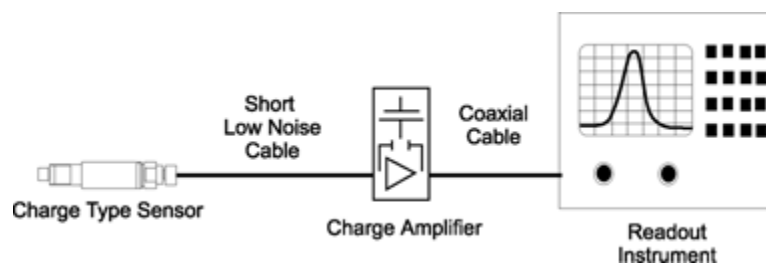 Short
Low Noise
Cable
Coaxial
Cable
Charge Type Sensor
Charge Amplifier
Readout
Instrument